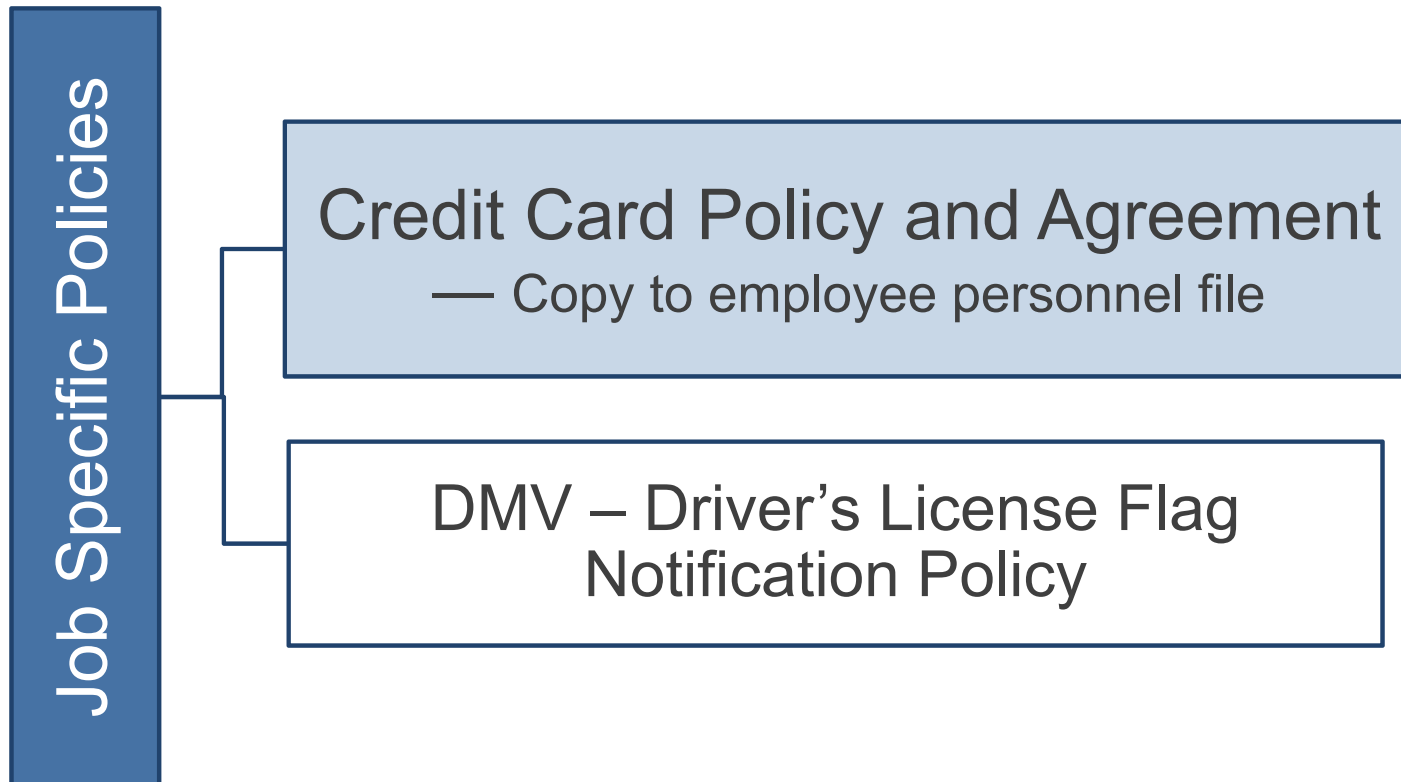 Job Specific Policies
Credit Card Policy and Agreement
— Copy to employee personnel file
DMV – Driver’s License Flag
Notification Policy